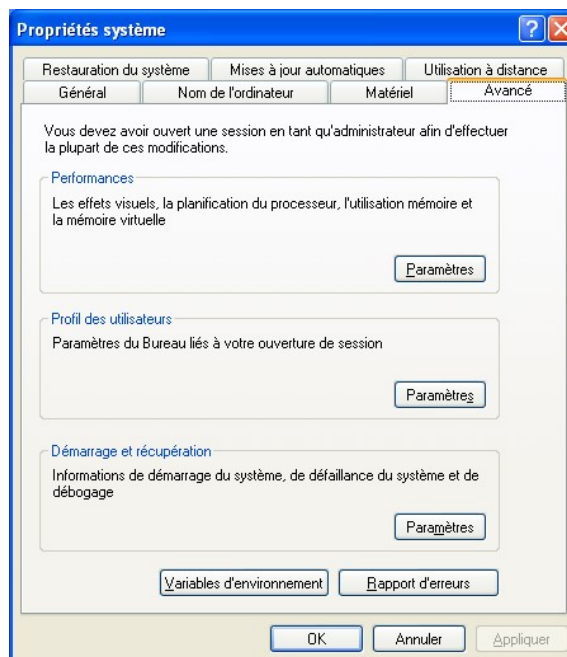 Propriétés système
Restauration du système
Mises à jour automatiques
Utilisation à distance
Général
Nom de l'ordinateur
Matériel
Avancé
Vous devez avoir ouvert une session en tant qu'administrateur afin d'effectuer
la plupart de ces modifications.
Performances
Les effets visuels, la planification du processeur, l'utilisation mémoire et
la mémoire virtuelle
Paramètres
Profil des utilisateurs
Paramètres du Bureau liés à votre ouverture de session
Paramètres
Démarrage et récupération
Informations de démarrage du système, de défaillance du système et de
débogage
Paramètres
Variables d'environnement
Rapport d'erreurs
OK
Annuler
Appliquer